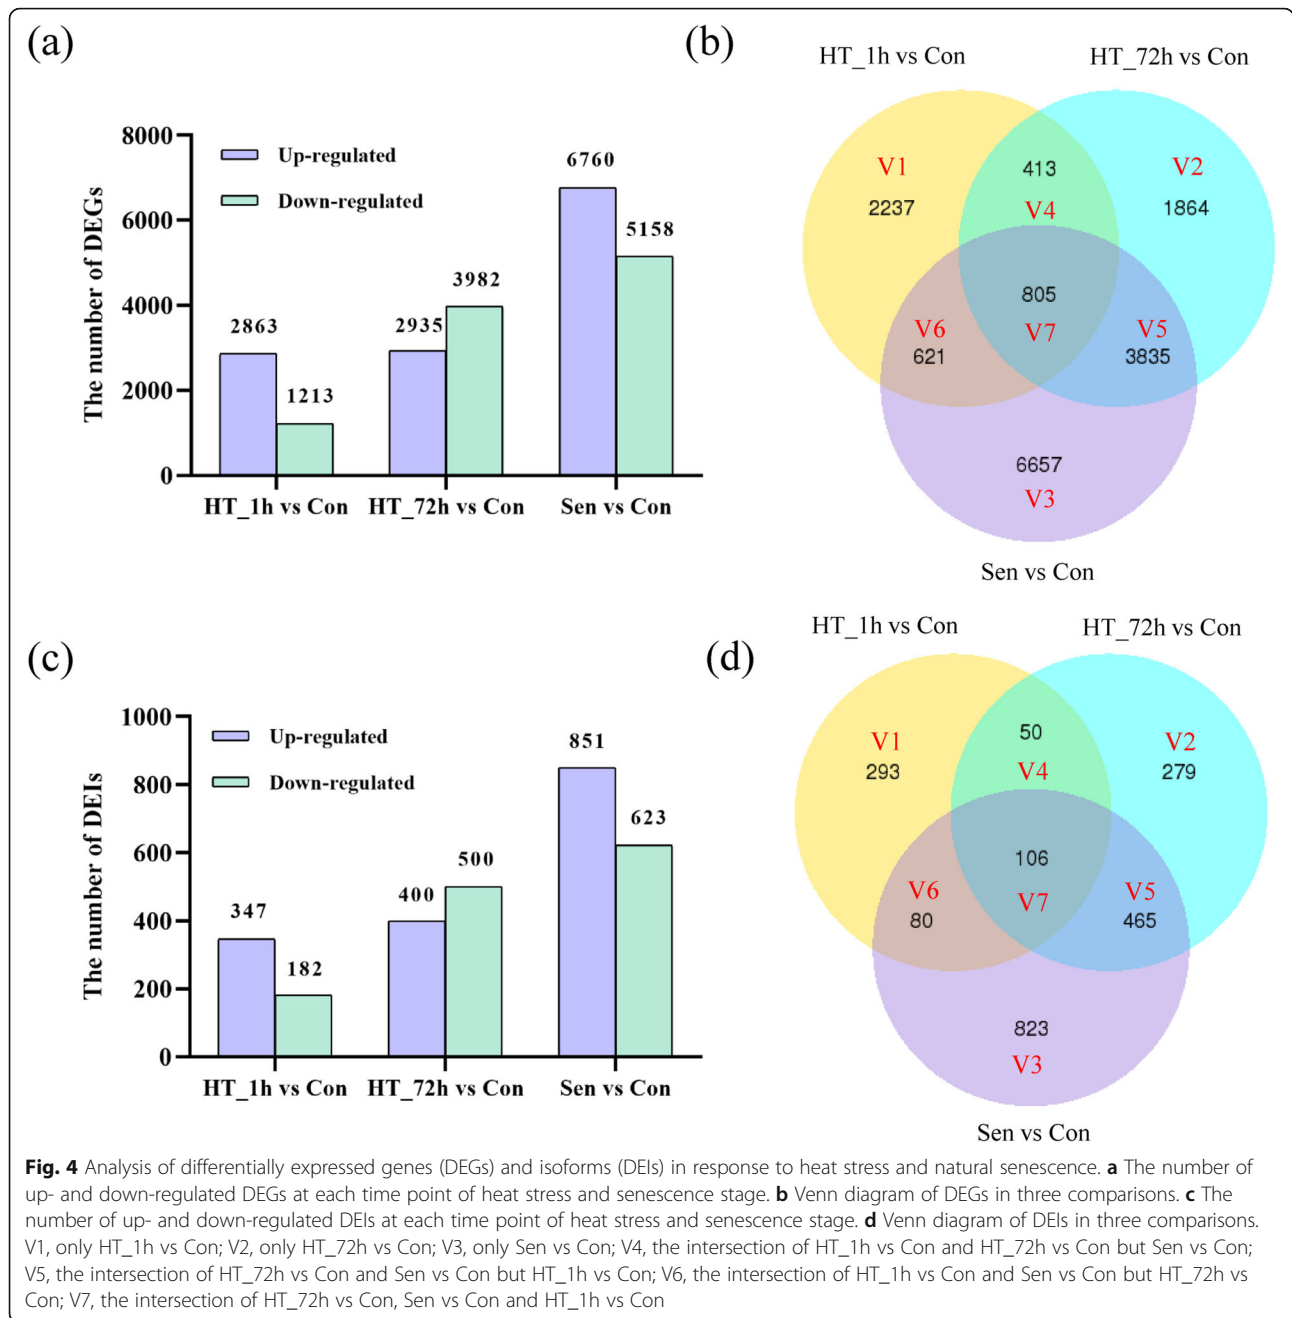 (a)
8000
6000
4000
2000
0
The number of DEGs
Up-regulated
Down-regulated
2863
1213
2935
3982
6760
5158
HT_1h vs Con
HT_72h vs Con
Sen vs Con
(b)
HT_1h vs Con
HT_72h vs Con
V1
2237
413
V4
V2
1864
805
V7
V6
621
V5
3835
6657
V3
Sen vs Con
(c)
1000
800
600
400
200
0
The number of DEIs
Up-regulated
Down-regulated
347
182
400
500
851
623
HT_1h vs Con
HT_72h vs Con
Sen vs Con
(d)
HT_1h vs Con
HT_72h vs Con
V1
293
50
V4
V2
279
106
V7
V6
80
V5
465
823
V3
Sen vs Con
Fig. 4 Analysis of differentially expressed genes (DEGs) and isoforms (DEIs) in response to heat stress and natural senescence. a The number of
up- and down-regulated DEGs at each time point of heat stress and senescence stage. b Venn diagram of DEGs in three comparisons. c The
number of up- and down-regulated DEIs at each time point of heat stress and senescence stage. d Venn diagram of DEIs in three comparisons.
V1, only HT_1h vs Con; V2, only HT_72h vs Con; V3, only Sen vs Con; V4, the intersection of HT_1h vs Con and HT_72h vs Con but Sen vs Con;
V5, the intersection of HT_72h vs Con and Sen vs Con but HT_1h vs Con; V6, the intersection of HT_1h vs Con and Sen vs Con but HT_72h vs
Con; V7, the intersection of HT_72h vs Con, Sen vs Con and HT_1h vs Con